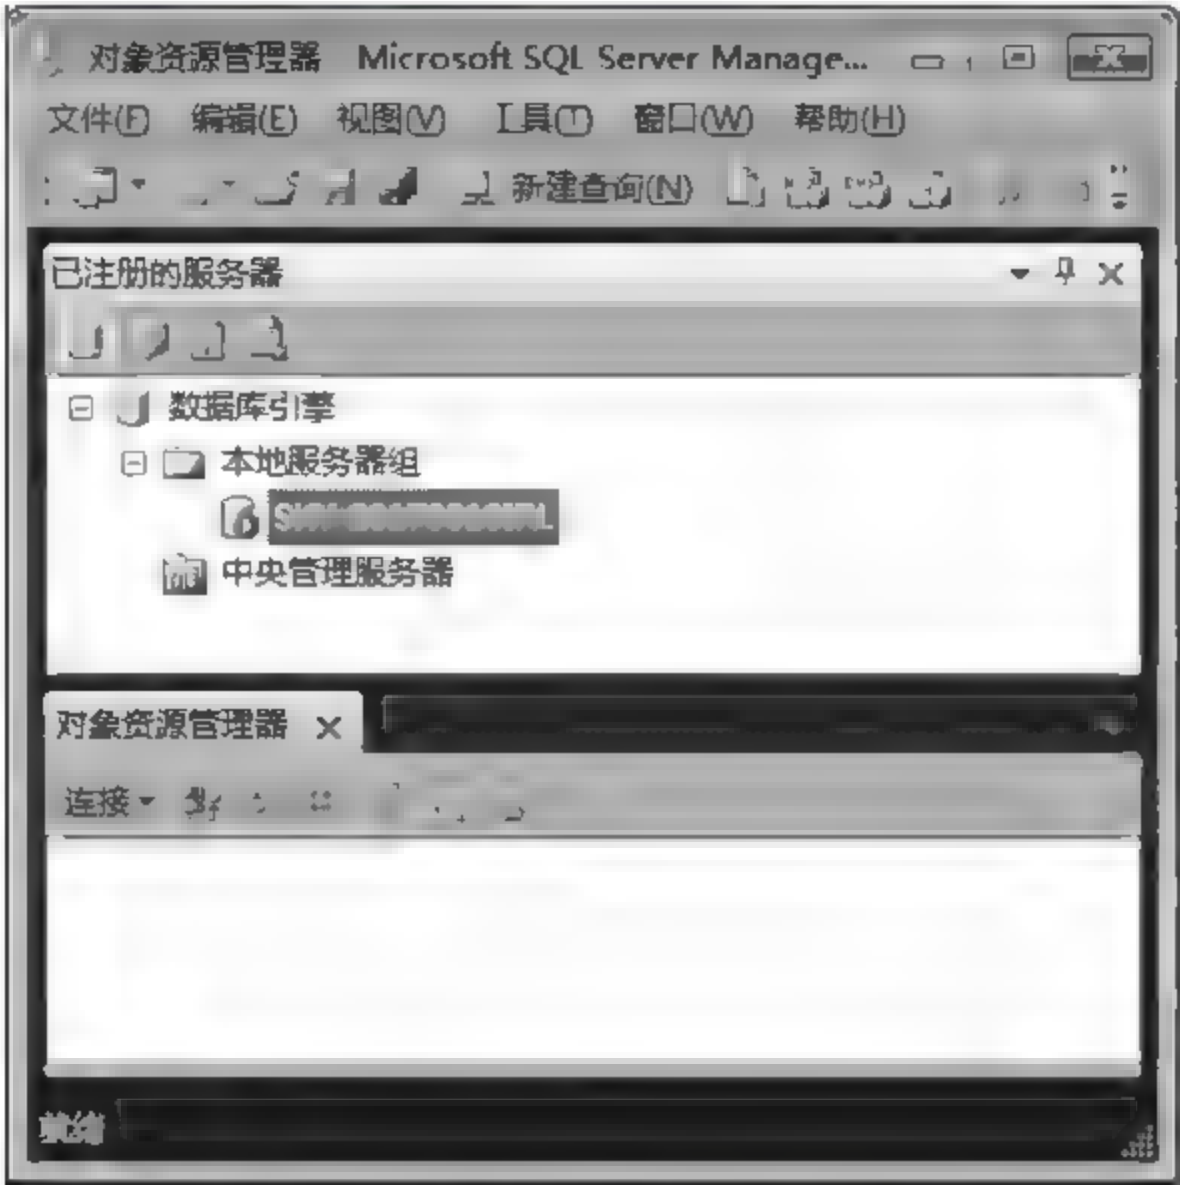 对象资源管理器 Microsoft SQL Server Manage...
文件(F) 编辑(E) 视图(V) 工具(T) 窗口(W) 帮助(H)
新建查询(N)
已注册的服务器
数据库引擎
本地服务器组
中央管理服务器
对象资源管理器
连接
就绪